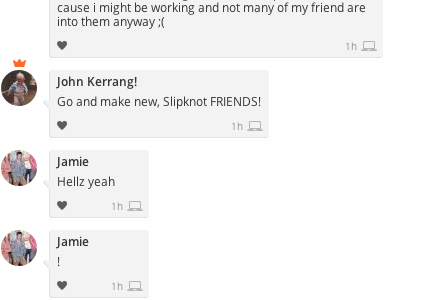 cause i might be working and not many of my friend are
into them anyway ;(
1h
John Kerrang!
Go and make new, Slipknot FRIENDS!
1h
Jamie
Hellz yeah
1h
Jamie
!
1h